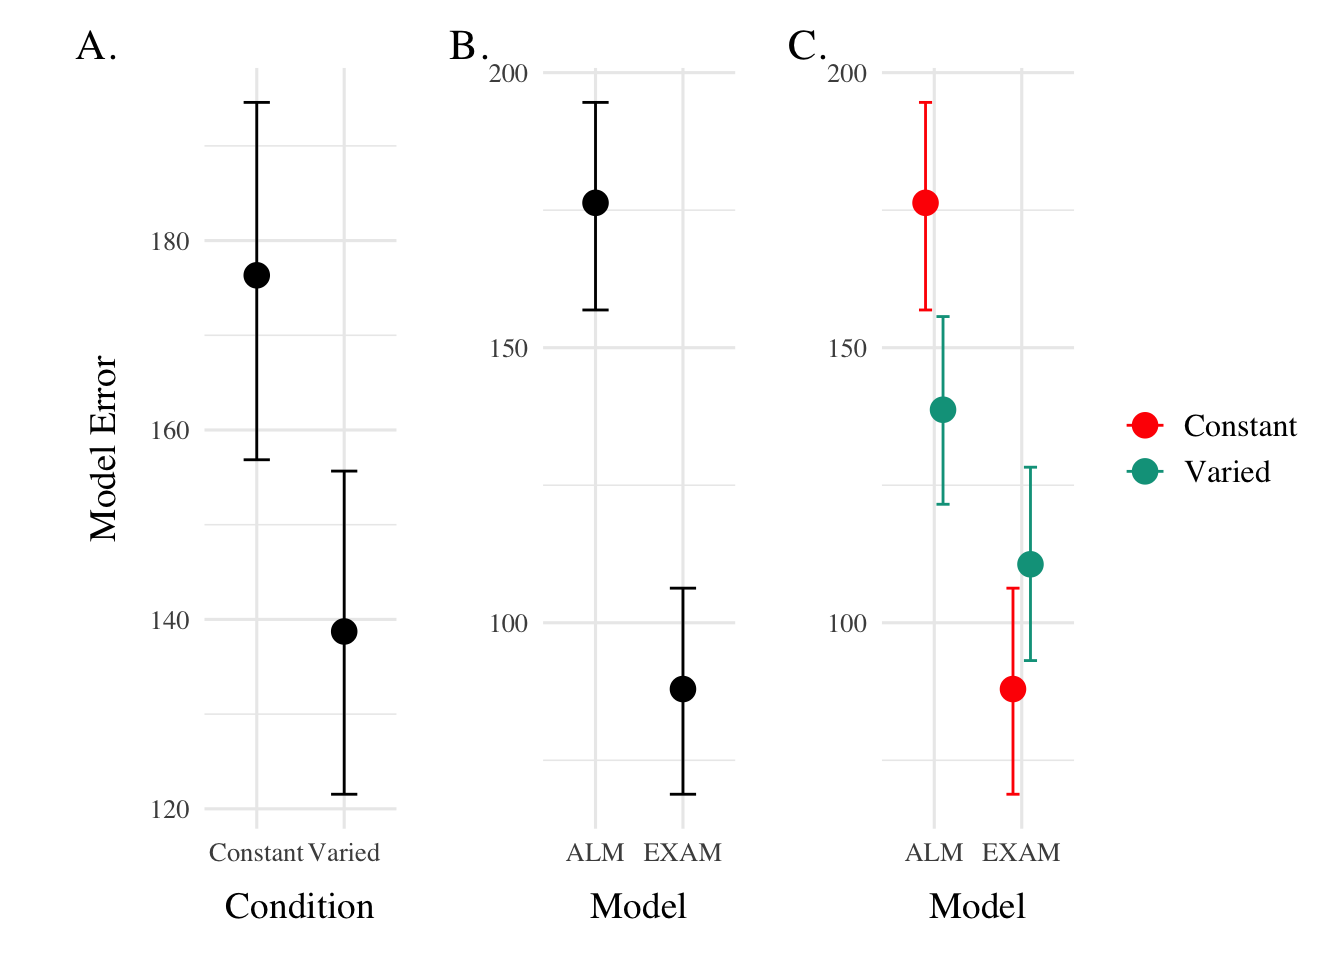 A.
Model Error
180
160
140
120
Constant Varied
Condition
B.
200
150
100
ALM EXAM
Model
C.
200
150
100
ALM EXAM
Model
Constant
Varied